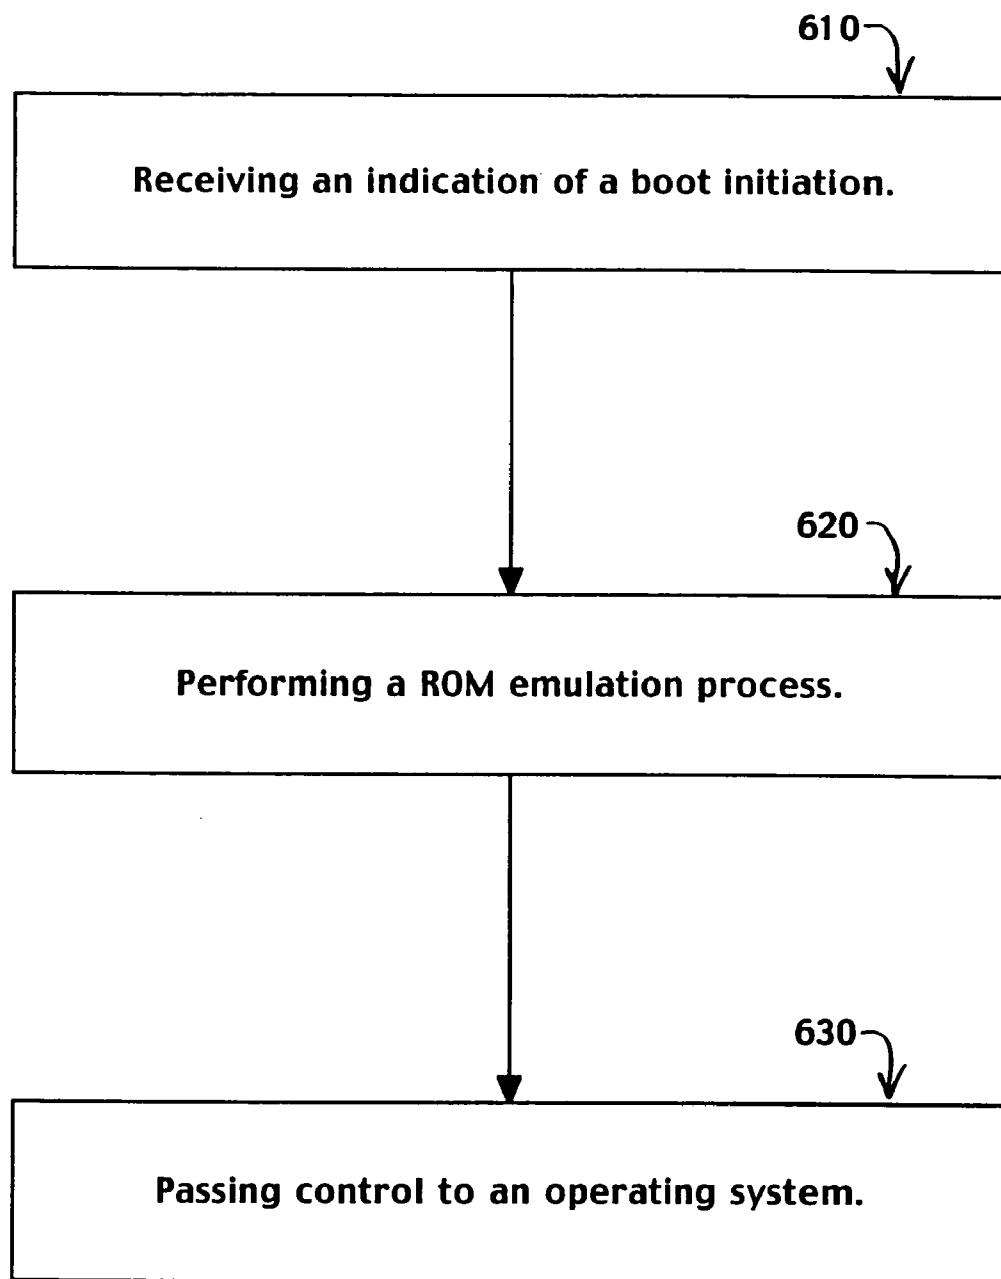 610
Receiving an indication of a boot initiation.
620
Performing a ROM emulation process.
630
Passing control to an operating system.